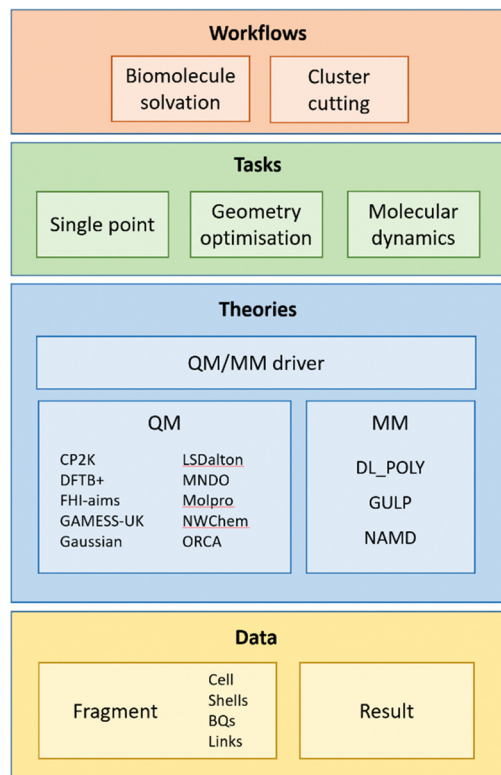 Workflows
Biomolecule
solvation
Cluster
cutting
Tasks
Single point
Geometry
optimisation
Molecular
dynamics
Theories
QM/MM driver
QM
CP2K
DFTB+
FHI-aims
GAMESS-UK
Gaussian
LSDalton
MNDO
Molpro
NWChem
ORCA
MM
DL_POLY
GULP
NAMD
Data
Fragment
Cell
Shells
BQs
Links
Result